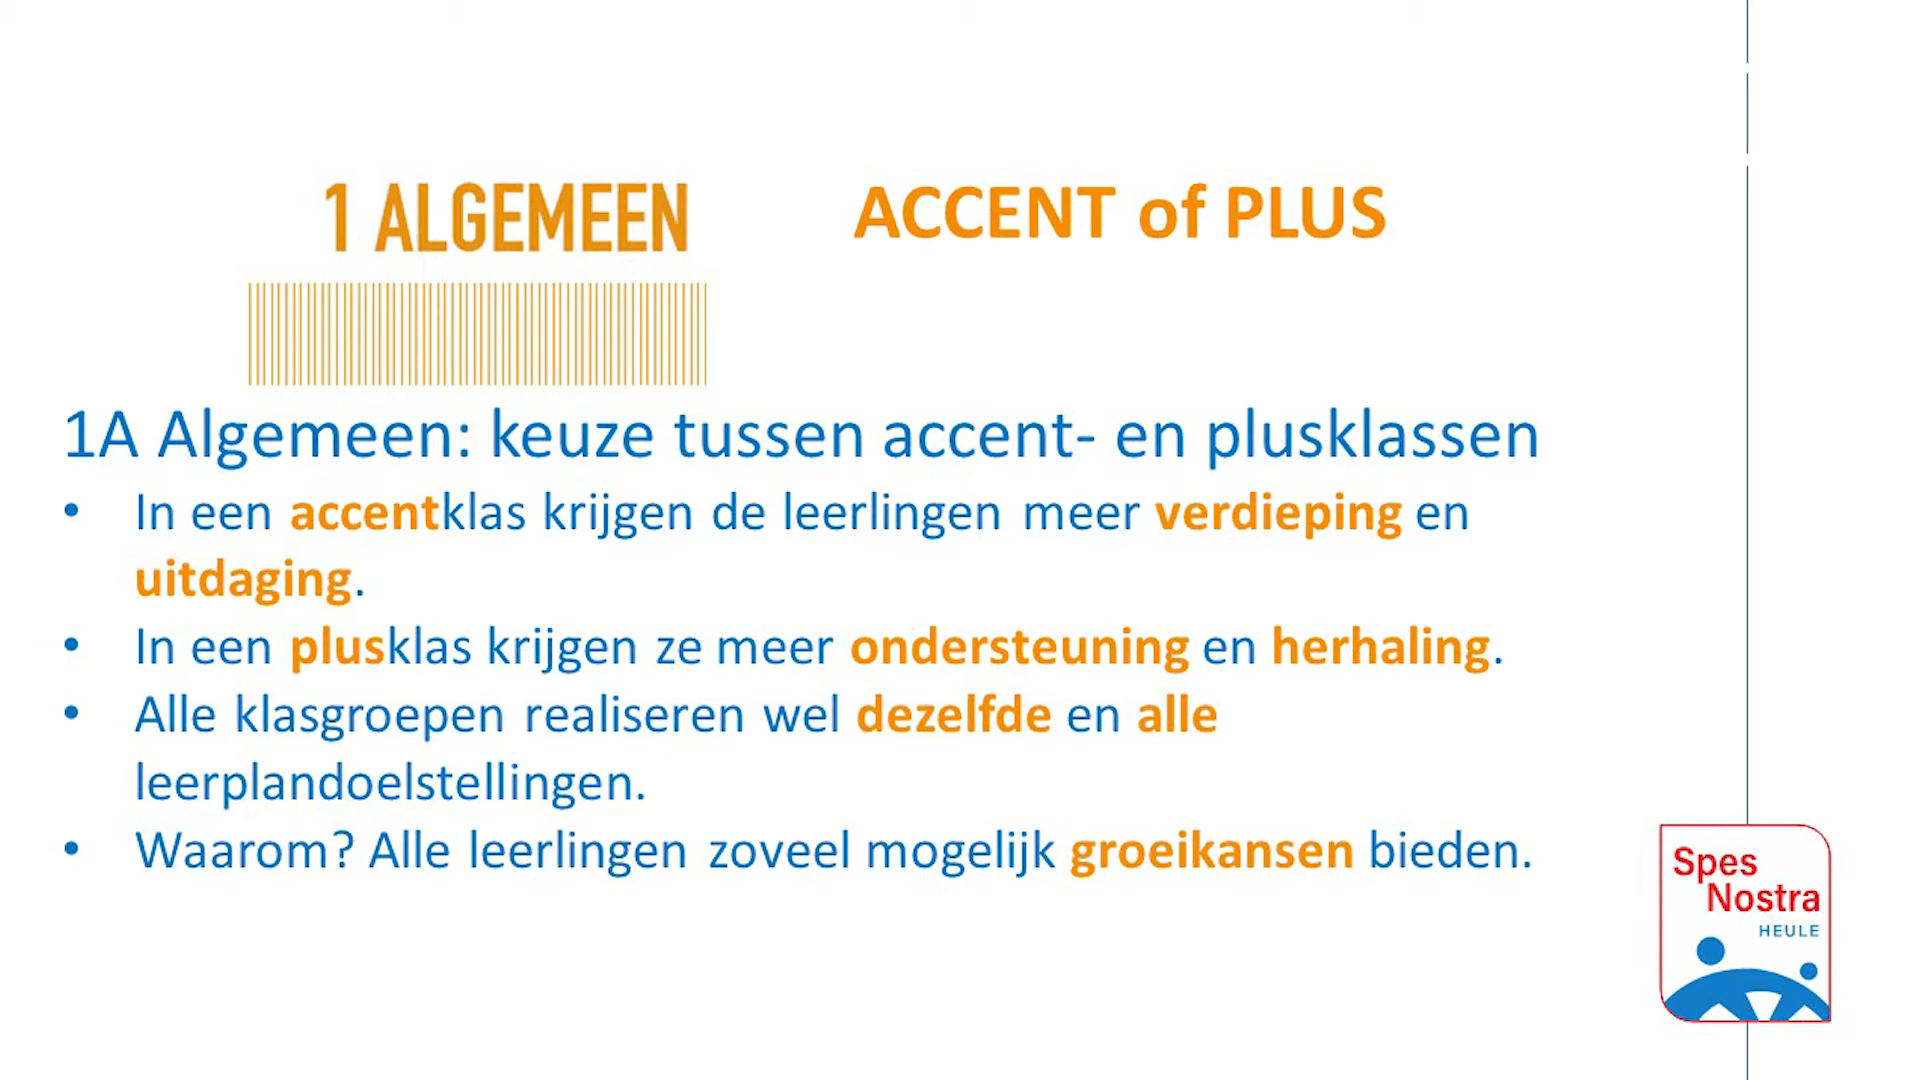 1 ALGEMEEN
ACCENT of PLUS
1A Algemeen: keuze tussen accent- en plusklassen
• In een accentklas krijgen de leerlingen meer verdieping en
uitdaging.
• In een plusklas krijgen ze meer ondersteuning en herhaling.
• Alle klasgroepen realiseren wel dezelfde en alle
leerplandoelstellingen.
• Waarom? Alle leerlingen zoveel mogelijk groeikansen bieden.
Spes
Nostra
HEULE